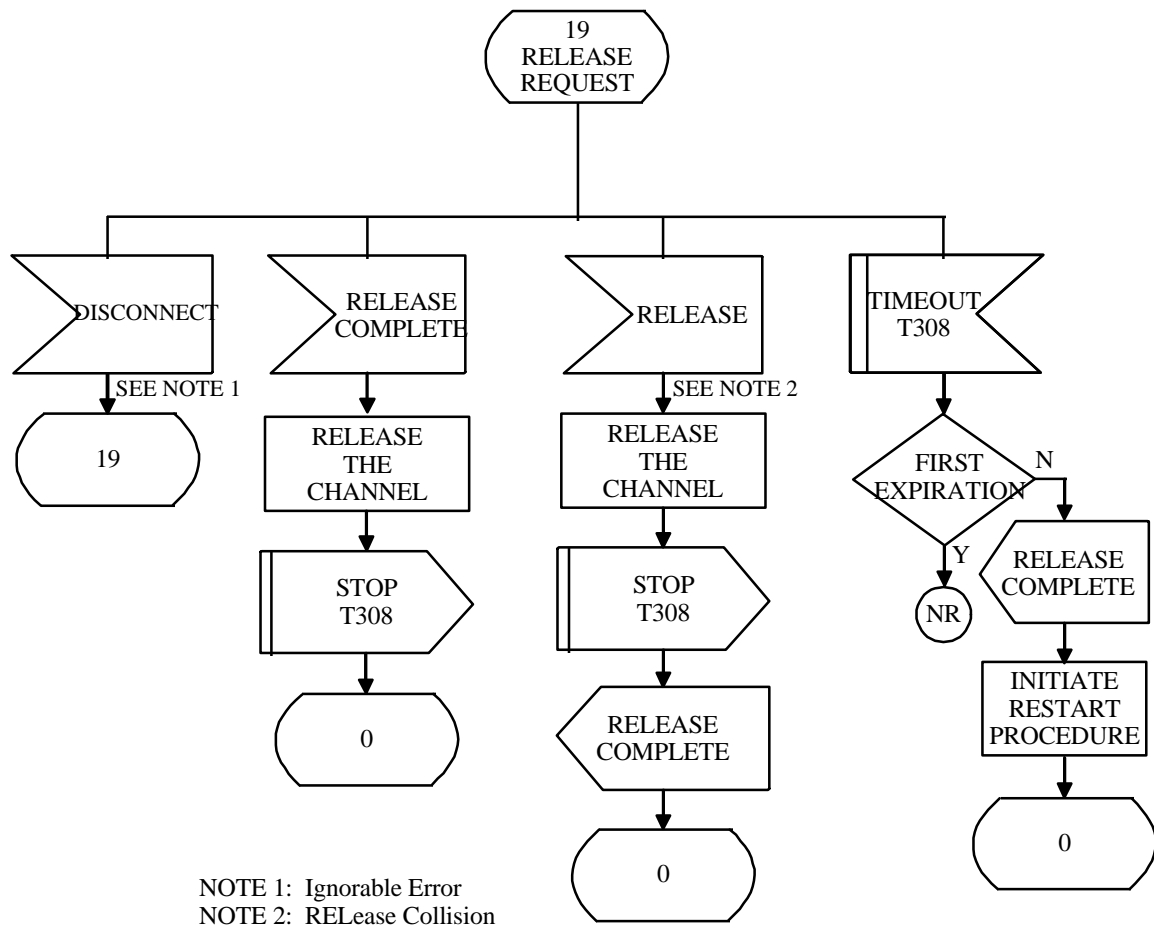 19
RELEASE
REQUEST
DISCONNECT
RELEASE
COMPLETE
RELEASE
TIMEOUT
T308
SEE NOTE 1
SEE NOTE 2
19
RELEASE
THE
CHANNEL
RELEASE
THE
CHANNEL
FIRST
EXPIRATION
N
Y
STOP
T308
STOP
T308
NR
RELEASE
COMPLETE
0
RELEASE
COMPLETE
INITIATE
RESTART
PROCEDURE
0
0
NOTE 1: Ignorable Error
NOTE 2: RELease Collision